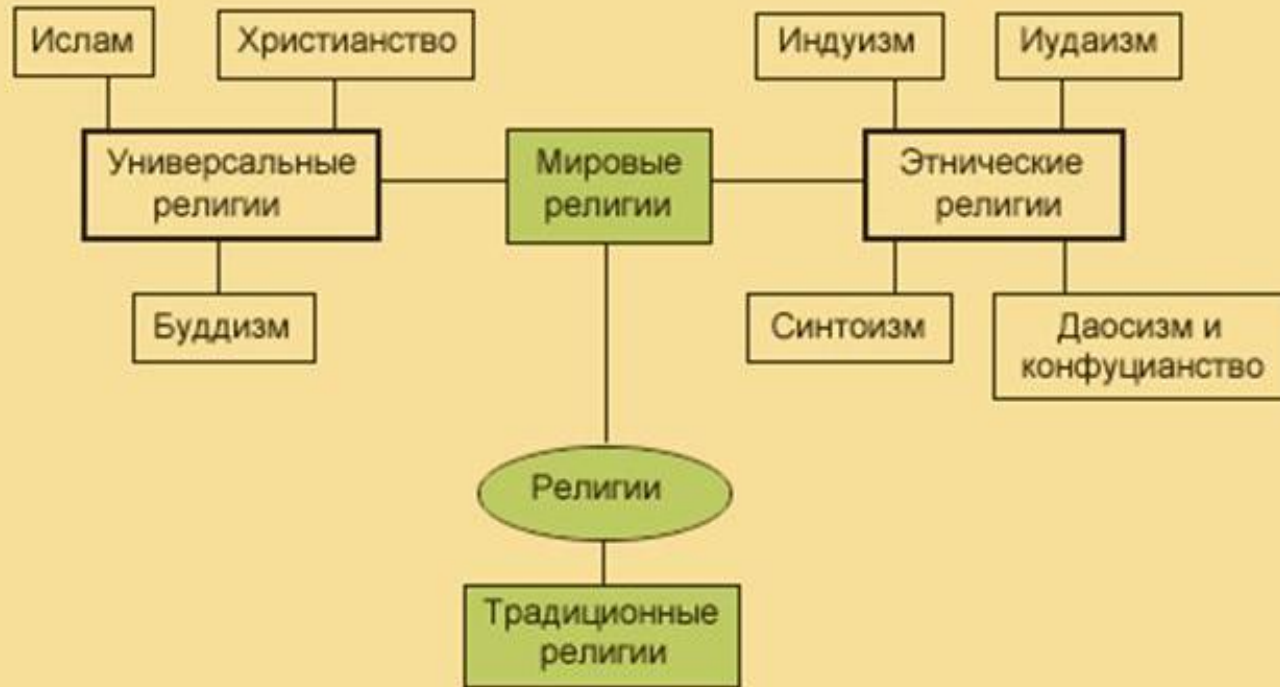 Ислам
Христианство
Индуизм
Иудаизм
Универсальные
религии
Мировые
религии
Этнические
религии
Буддизм
Синтоизм
Даосизм и
конфуцианство
Религии
Традиционные
религии